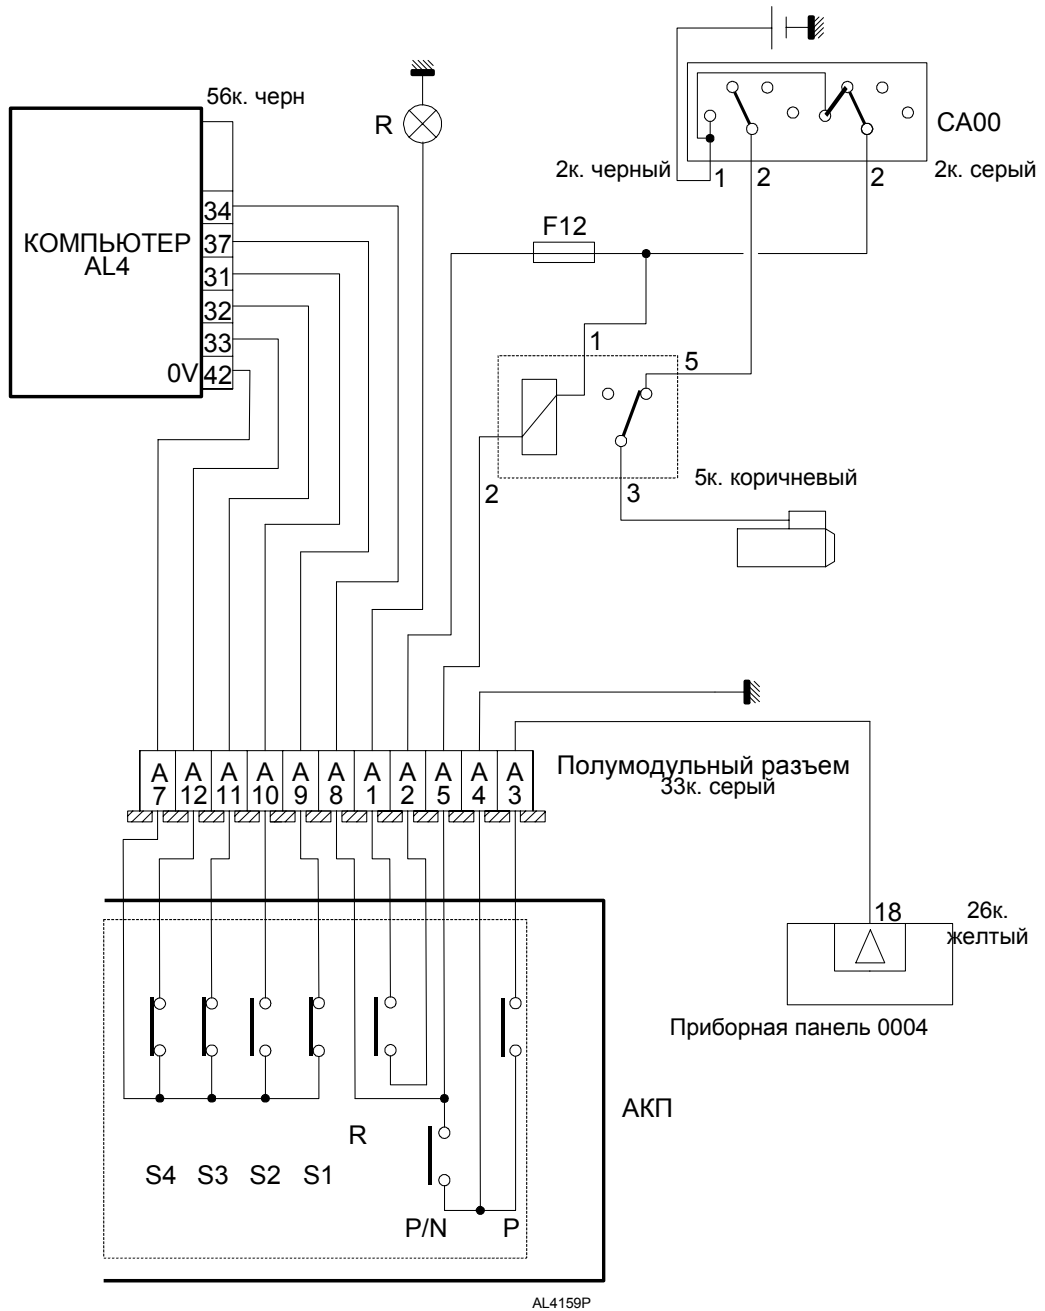 56к. черн
R
CA00
2к. черный
1
2
2
2к. серый
КОМПЬЮТЕР
AL4
34
37
31
32
33
0V 42
F12
1
5
2
3
5к. коричневый
A A A A A A A A A A A
7 12 11 10 9 8 1 2 5 4 3
Полумодульный разъем
33к. серый
18
26к.
желтый
Приборная панель 0004
АКП
R
S4 S3 S2 S1
P/N
P
AL4159P